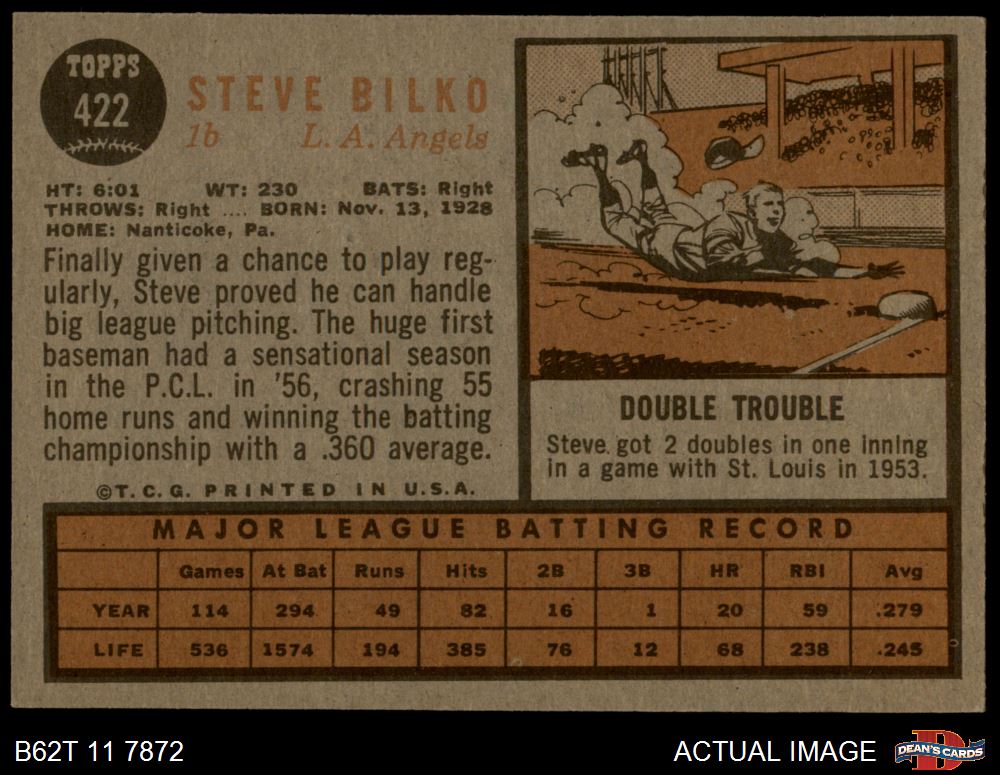 TOPPS
422
STEVE BILKO
1b L. A. Angels
HT: 6:01 WT: 230 BATS: Right
THROWS: Right .... BORN: Nov. 13, 1928
HOME: Nanticoke, Pa.
Finally given a chance to play reg-
ularly, Steve proved he can handle
big league pitching. The huge first
baseman had a sensational season
in the P.C.L. in '56, crashing 55
home runs and winning the batting
championship with a .360 average.
©T. C. G. PRINTED IN U.S.A.
DOUBLE TROUBLE
Steve got 2 doubles in one inning
in a game with St. Louis in 1953.
MAJOR LEAGUE BATTING RECORD
Games At Bat Runs Hits 2B 3B HR RBI Avg
YEAR 114 294 49 82 16 1 20 59 .279
LIFE 536 1574 194 385 76 12 68 238 .245
B62T 11 7872
ACTUAL IMAGE
D
DEAN'S CARDS